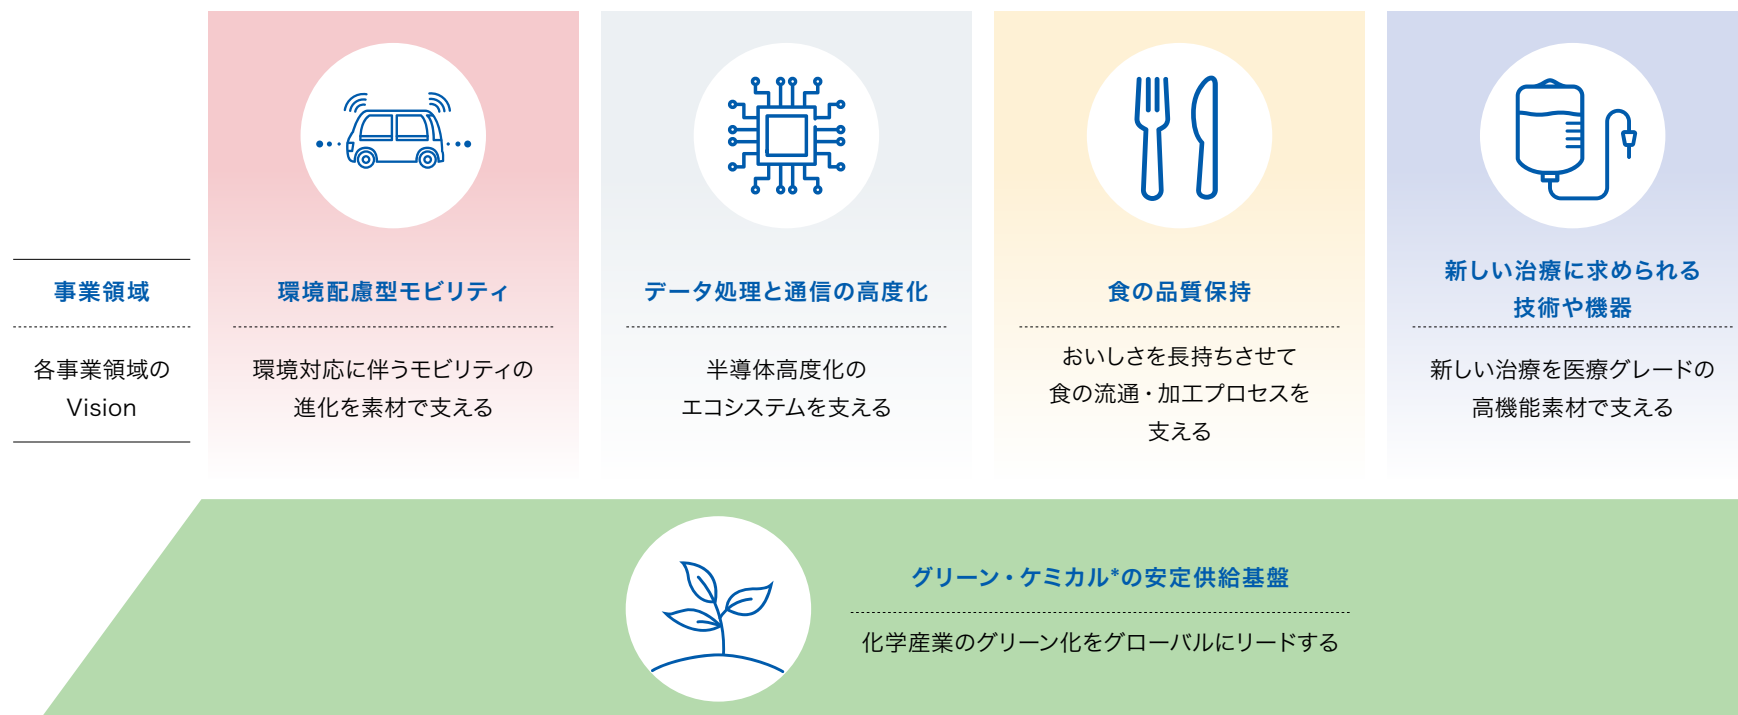 事業領域
各事業領域の
Vision
環境配慮型モビリティ
環境対応に伴うモビリティの
進化を素材で支える
データ処理と通信の高度化
半導体高度化の
エコシステムを支える
食の品質保持
おいしさを長持ちさせて
食の流通・加工プロセスを
支える
新しい治療に求められる
技術や機器
新しい治療を医療グレードの
高機能素材で支える
グリーン・ケミカル*の安定供給基盤
化学産業のグリーン化をグローバルにリードする